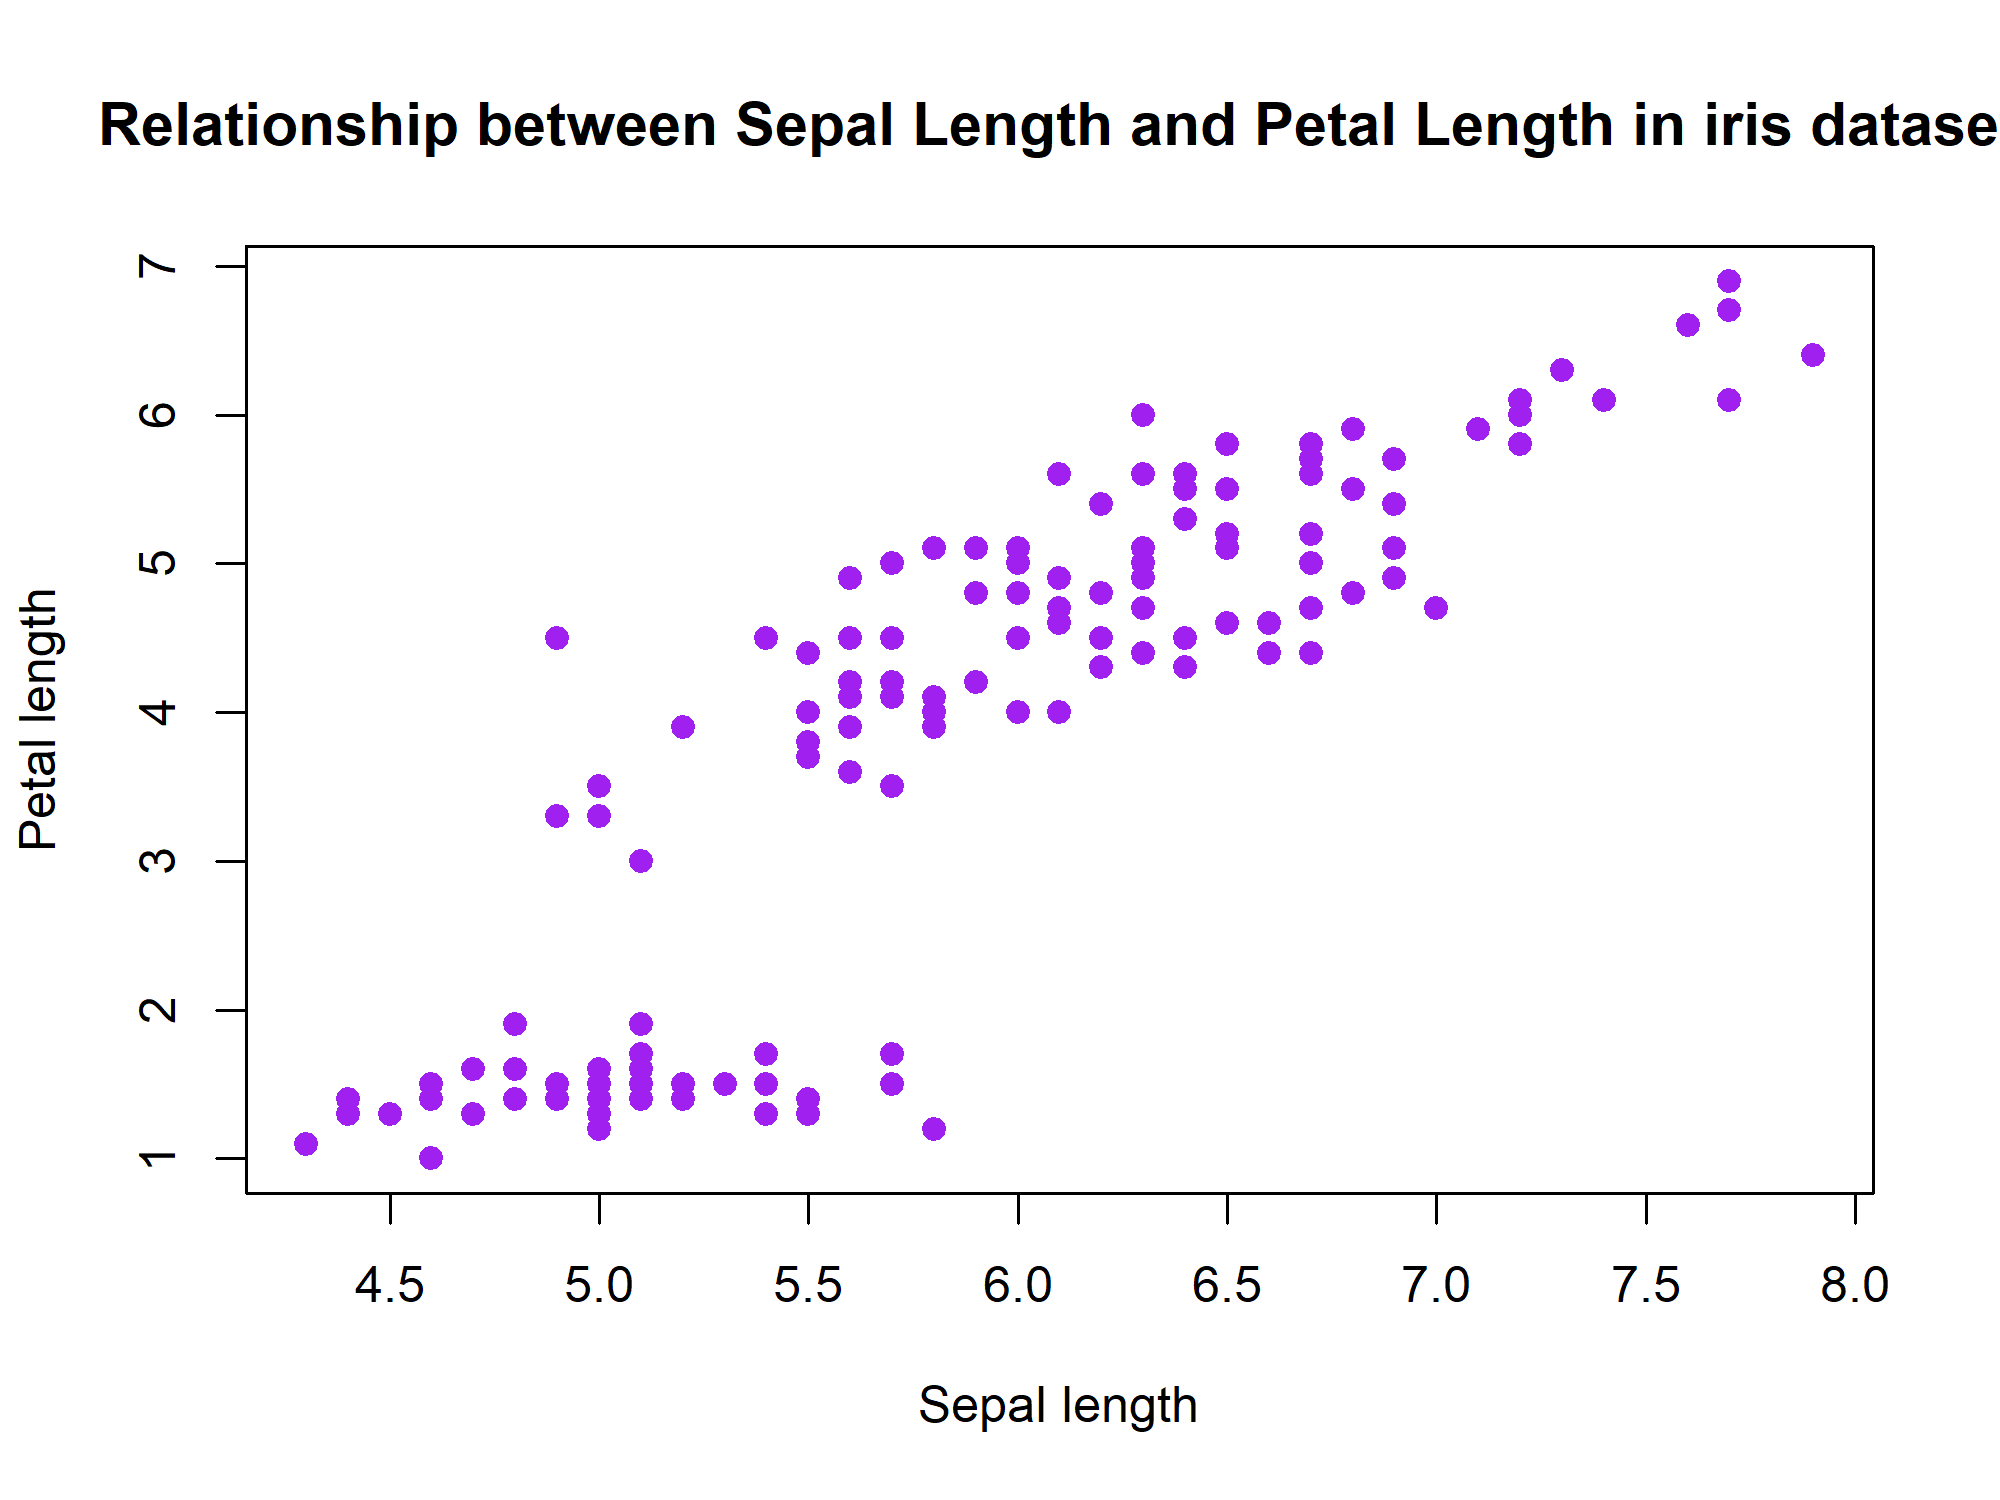 Relationship between Sepal Length and Petal Length in iris datase
7
6
5
4
3
2
1
Petal length
4.5 5.0 5.5 6.0 6.5 7.0 7.5 8.0
Sepal length